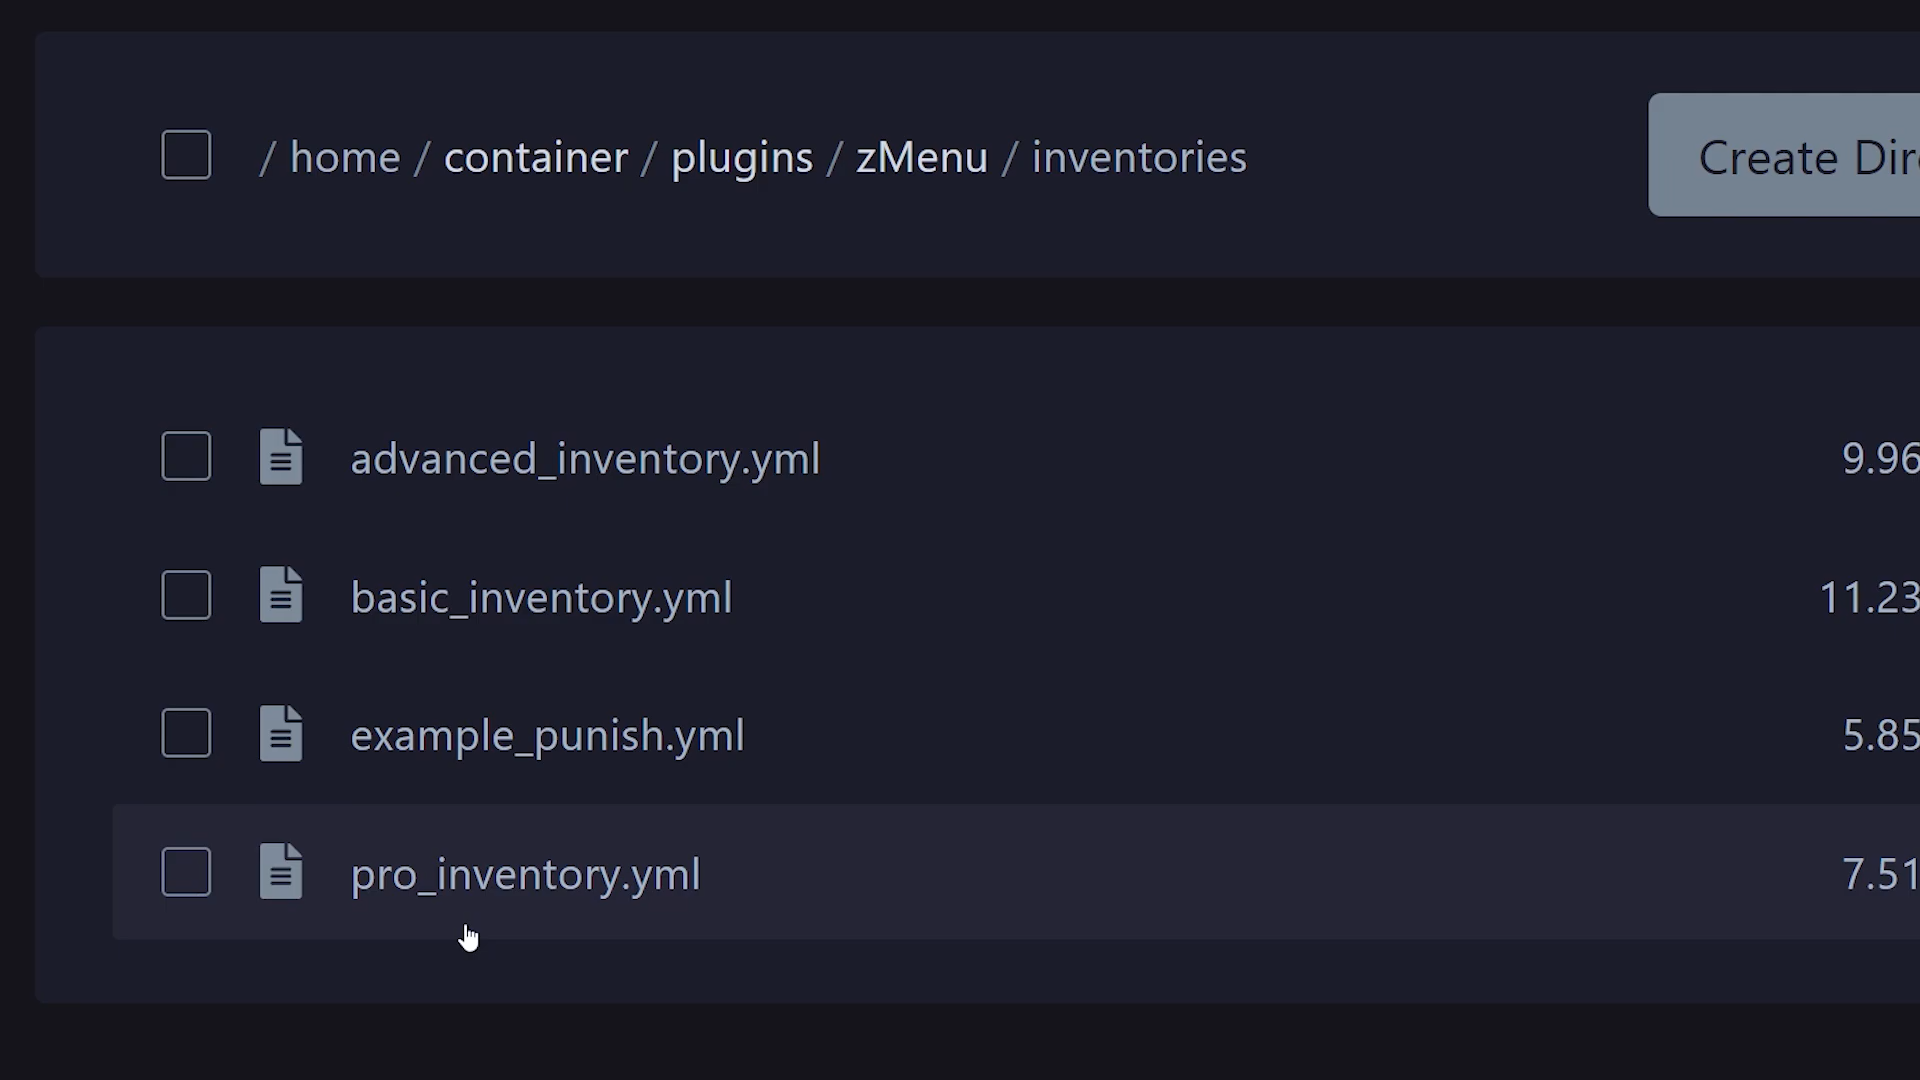 / home / container / plugins / zMenu / inventories
Create Dir
advanced_inventory.yml 9.96
basic_inventory.yml 11.23
example_punish.yml 5.85
pro_inventory.yml 7.51